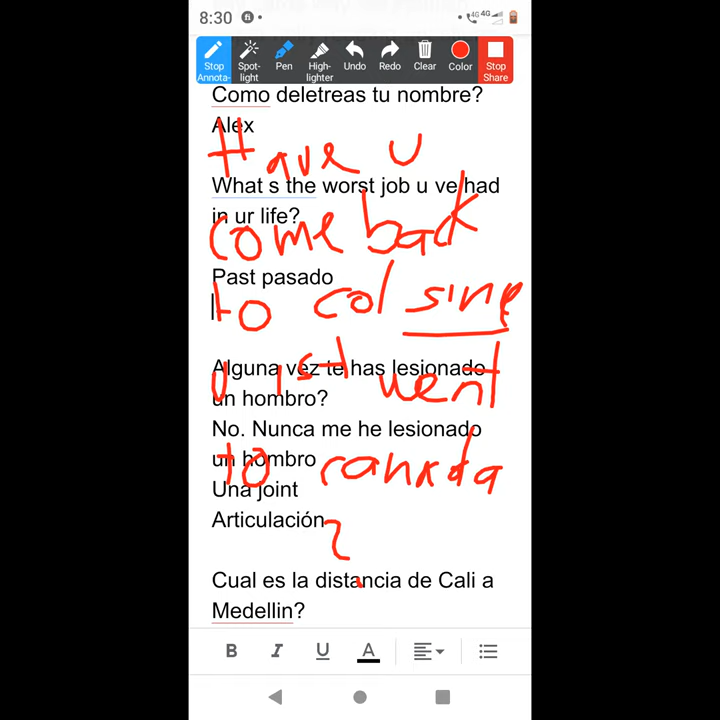 8:30
4G 4G
Stop Annota- Spot-light Pen High-lighter Undo Redo Clear Color Stop Share
Como deletreas tu nombre?
Alex
Have u
What s the worst job u ve had
in ur life?
come back
Past pasado
to col sine
Alguna vez te has lesionado
u 1st went
un hombro?
No. Nunca me he lesionado
un hombro
to canada
Una joint
Articulación
?
Cual es la distancia de Cali a
Medellin?
B I U A